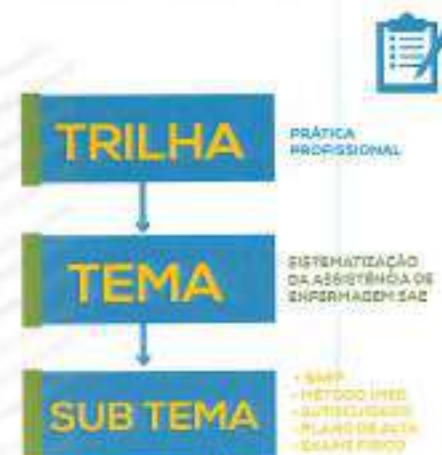 TRILHA
PRÁTICA
PROFISSIONAL
TEMA
SISTEMATIZAÇÃO
DA ASSISTÊNCIA DE
ENFERMAGEM SAE
SUB TEMA
- MÉTODO
- AUTOCUIDADO
- PLANO DE ALTA
- EXAME FÍSICO